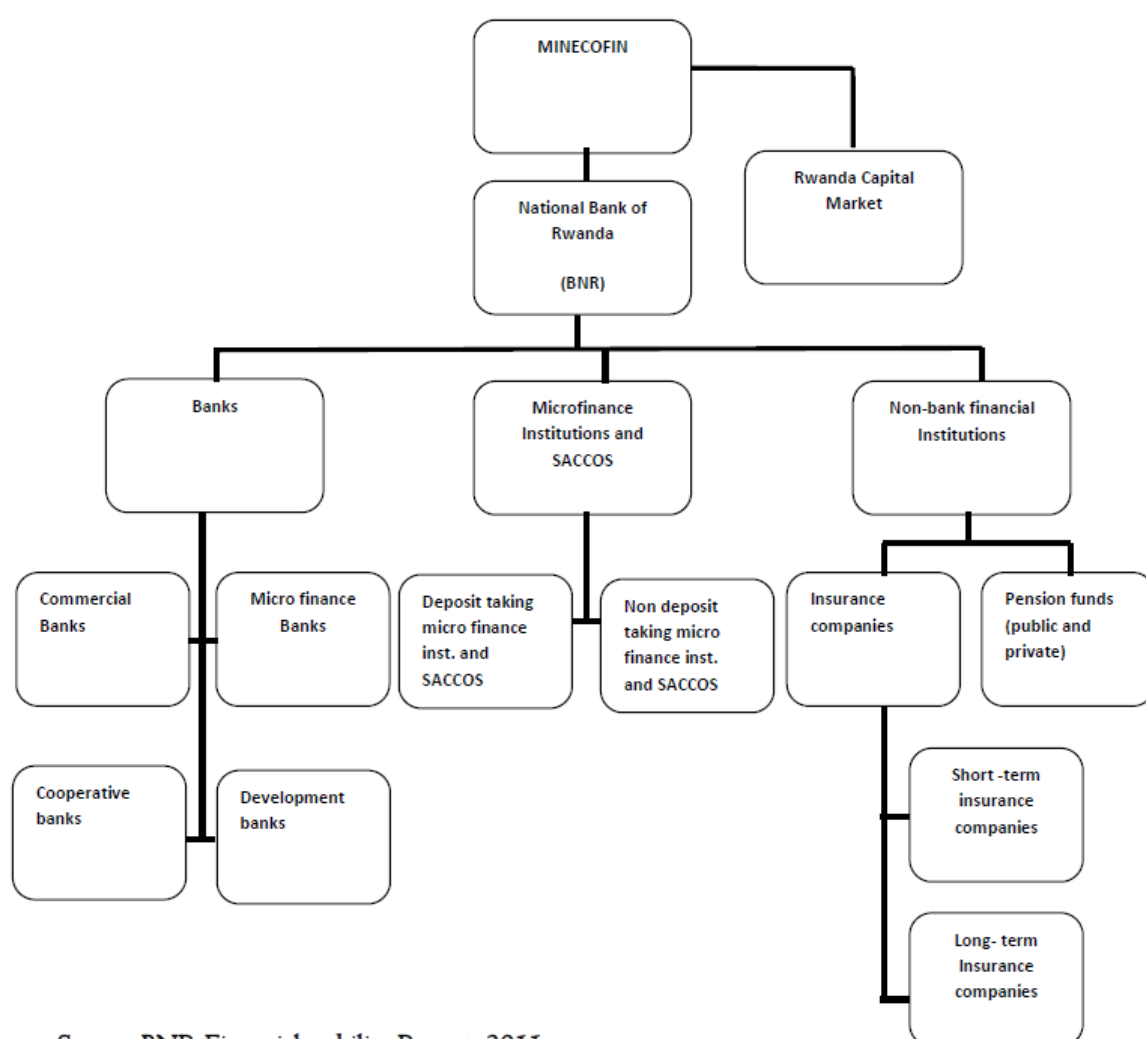 MINECOFIN
Rwanda Capital
Market
National Bank of
Rwanda
(BNR)
Banks
Microfinance
Institutions and
SACCOS
Non-bank financial
Institutions
Commercial
Banks
Micro finance
Banks
Deposit taking
micro finance
inst. and
SACCOS
Non deposit
taking micro
finance inst.
and SACCOS
Insurance
companies
Pension funds
(public and
private)
Cooperative
banks
Development
banks
Short -term
insurance
companies
Long- term
Insurance
companies
BNR Financial 2011